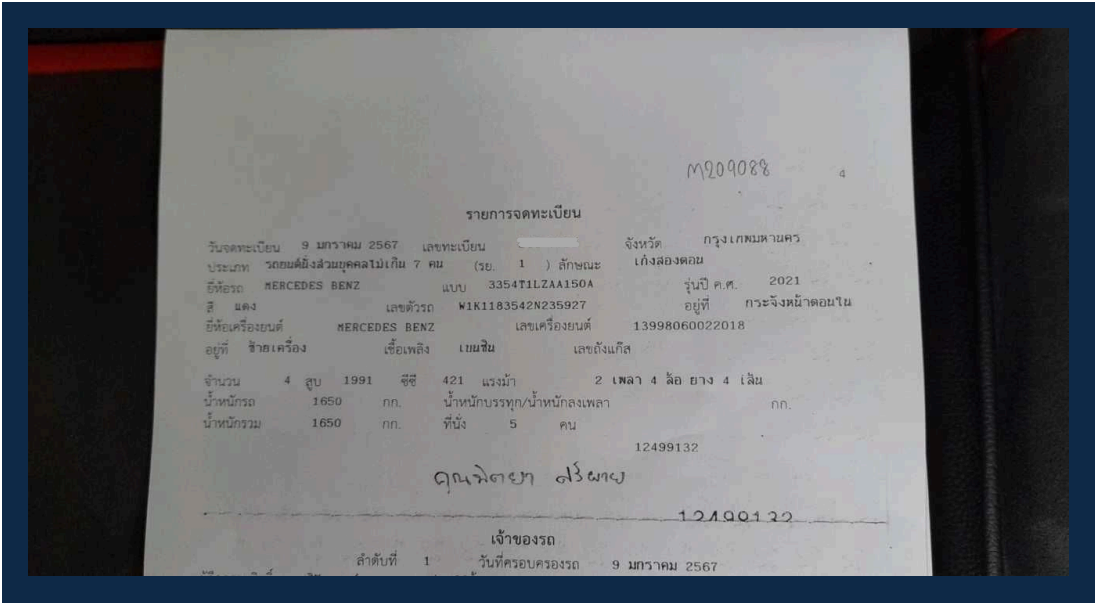 M209088 4
รายการจดทะเบียน
วันจดทะเบียน 9 มกราคม 2567 เลขทะเบียน จังหวัด กรุงเทพมหานคร
ประเภท รถยนต์นั่งส่วนบุคคลไม่เกิน 7 คน (รย. 1 ) ลักษณะ เก๋งสองตอน
ยี่ห้อรถ MERCEDES BENZ แบบ 3354T1LZAA150A รุ่นปี ค.ศ. 2021
สี แดง เลขตัวรถ W1K1183542N235927 อยู่ที่ กระจังหน้าตอนใน
ยี่ห้อเครื่องยนต์ MERCEDES BENZ เลขเครื่องยนต์ 13998060022018
อยู่ที่ ซ้ายเครื่อง เชื้อเพลิง เบนซิน เลขถังแก๊ส
จำนวน 4 สูบ 1991 ซีซี 421 แรงม้า 2 เพลา 4 ล้อ ยาง 4 เส้น
น้ำหนักรถ 1650 กก. น้ำหนักบรรทุก/น้ำหนักลงเพลา กก.
น้ำหนักรวม 1650 กก. ที่นั่ง 5 คน
12499132
คุณพิตยา
12499132
เจ้าของรถ
ลำดับที่ 1 วันที่ครอบครองรถ 9 มกราคม 2567